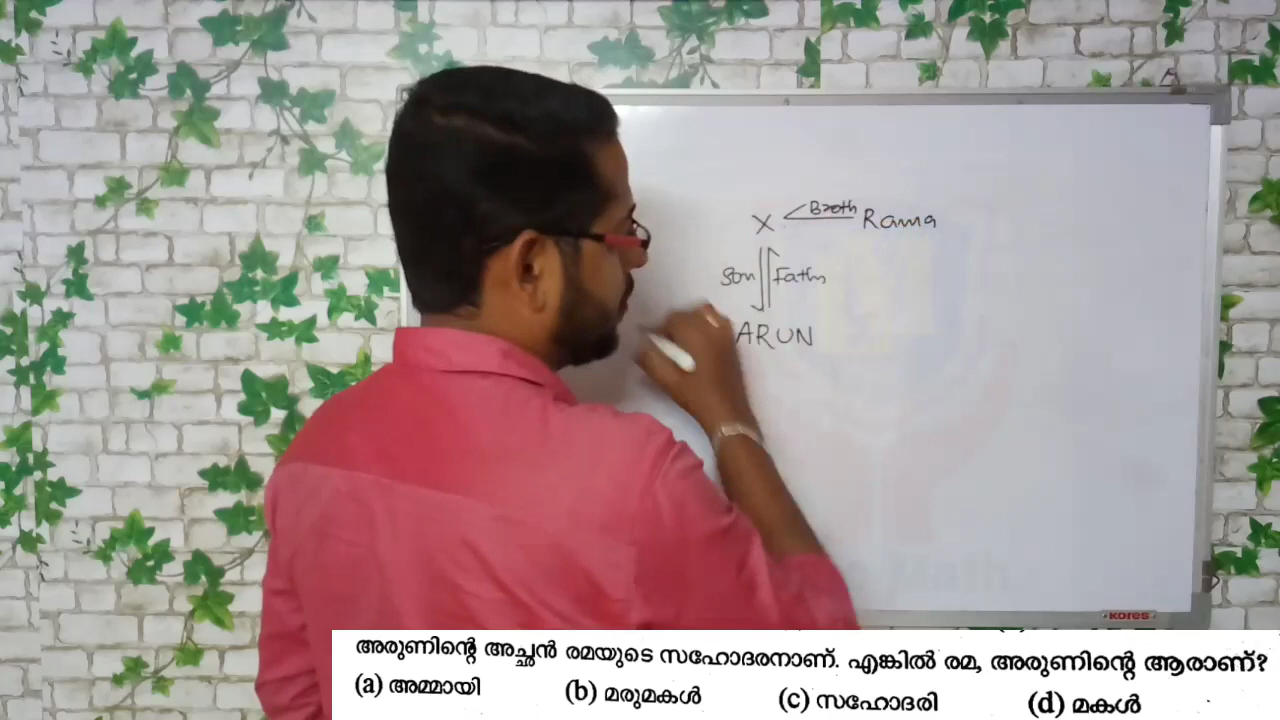 X Broth Rama
Son Fathr
ARUN
KORES
അരുണിന്റെ അച്ഛൻ രമയുടെ സഹോദരനാണ്. എങ്കിൽ രമ, അരുണിന്റെ ആരാണ്?
(a) അമ്മായി (b) മരുമകൾ (c) സഹോദരി (d) മകൾ